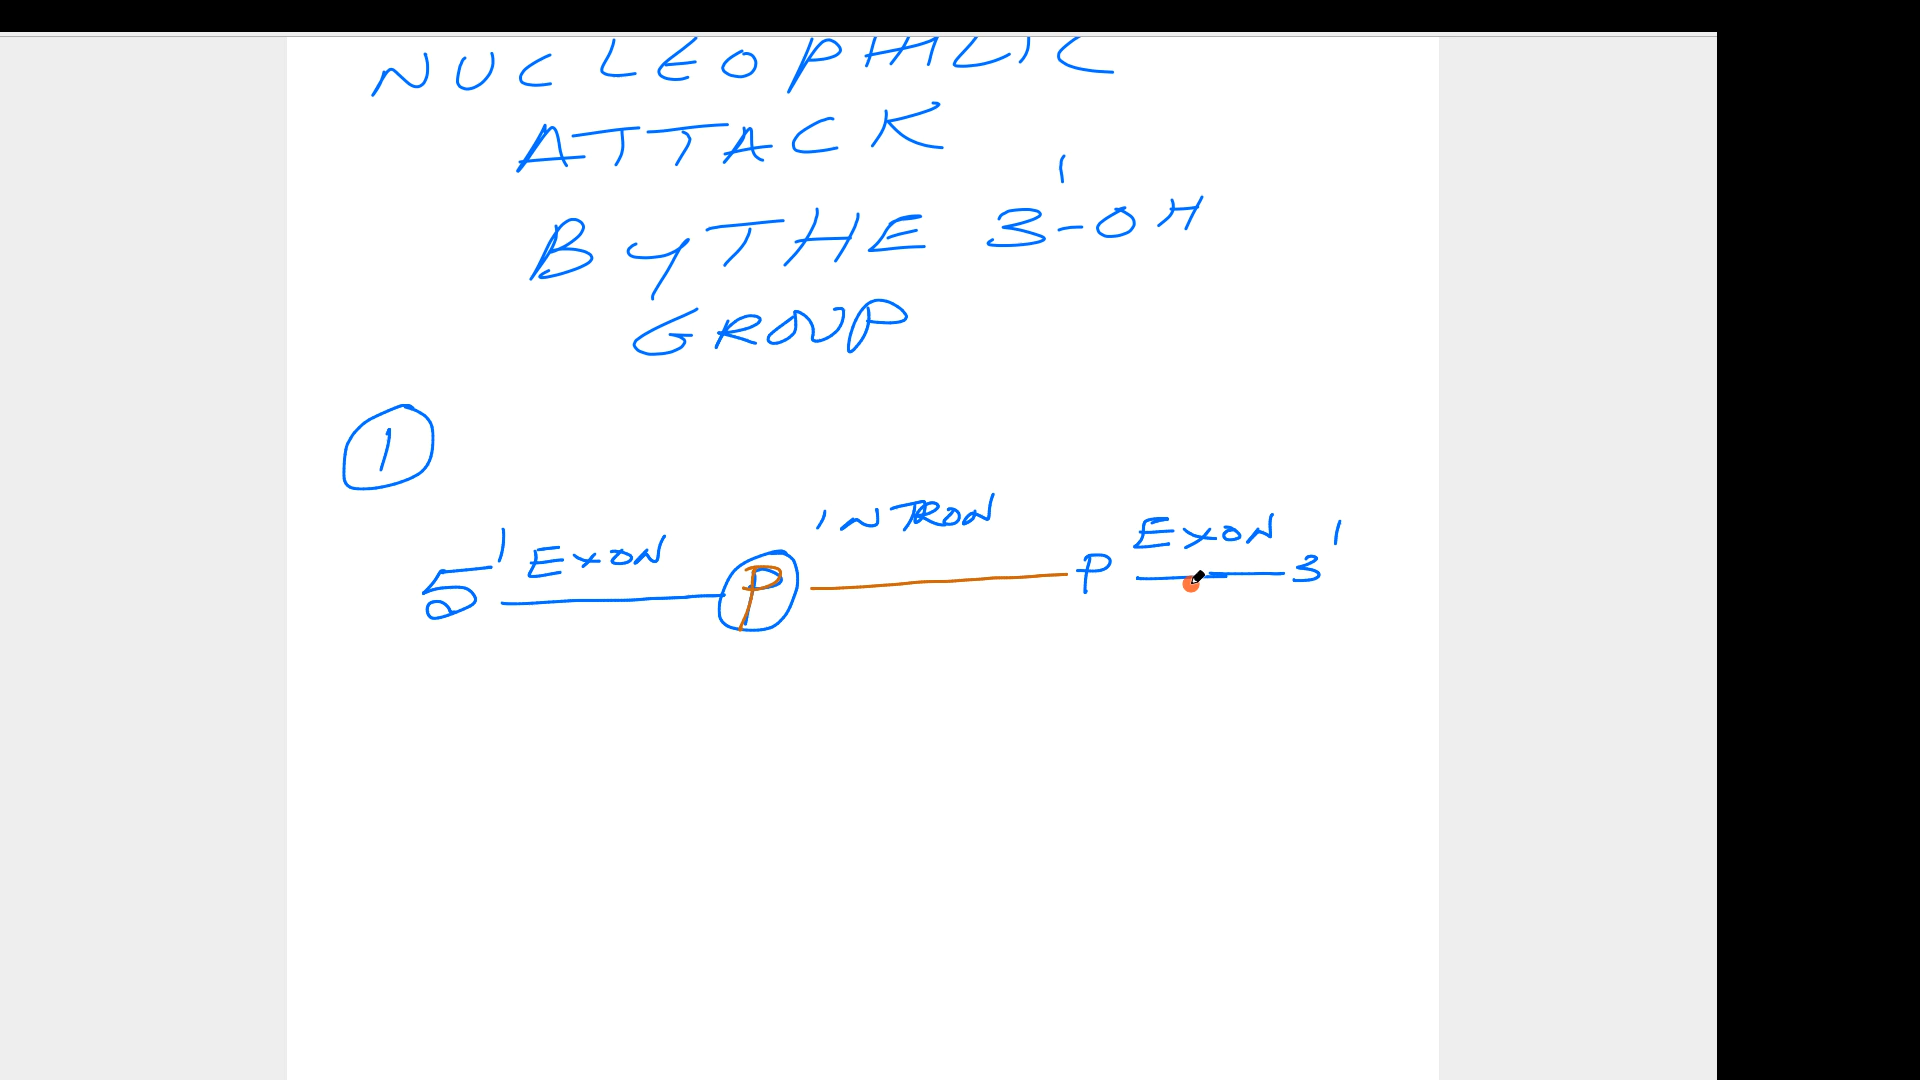 NUCLEOPHILIC
ATTACK
BY THE 3'-OH
GROUP
1
INTRON
5' EXON P P EXON 3'